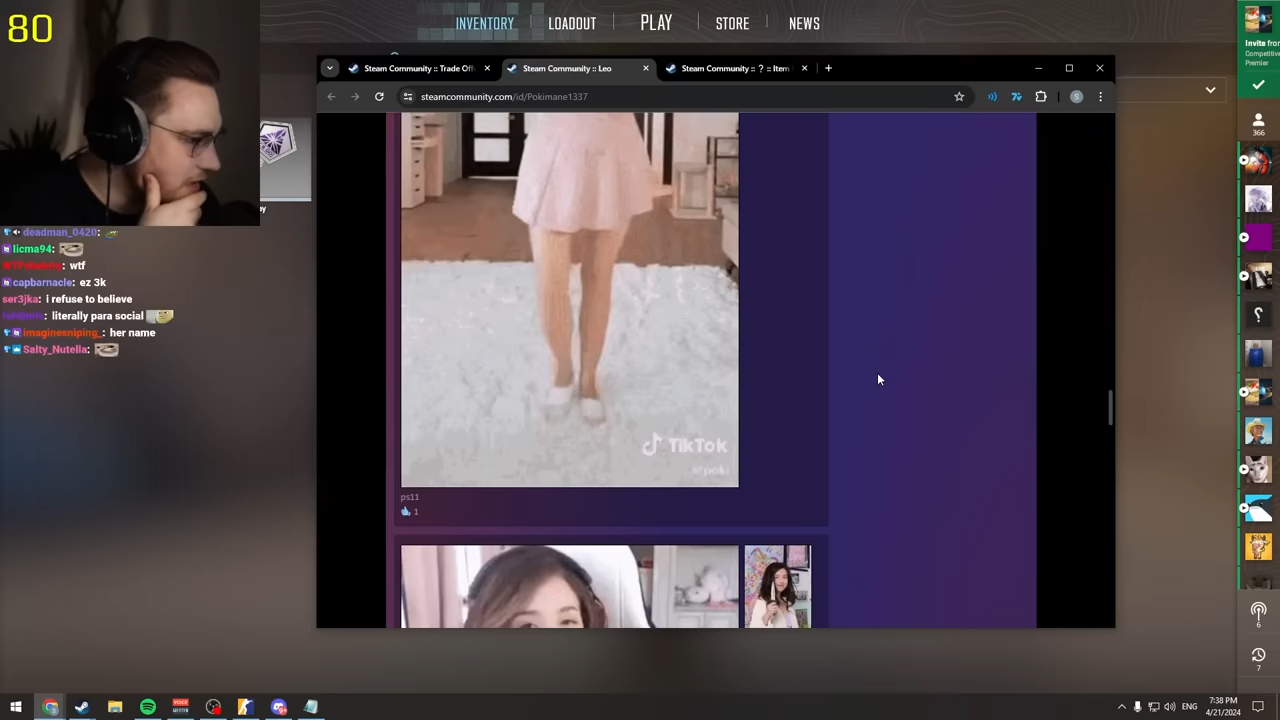 80
INVENTORY
LOADOUT
PLAY
STORE
NEWS
Invite from
Competitive
Premier
Steam Community :: Trade Off
Steam Community :: Leo
Steam Community :: ? :: Item
steamcommunity.com/id/Pokimane1337
S
366
deadman_0420:
licma94:
wtf
capbarnacle: ez 3k
ser3jka: i refuse to believe
literally para social
imaginesniping_: her name
Salty_Nutella:
TikTok
ps11
1
?
6
7
ENG
7:38 PM
4/21/2024